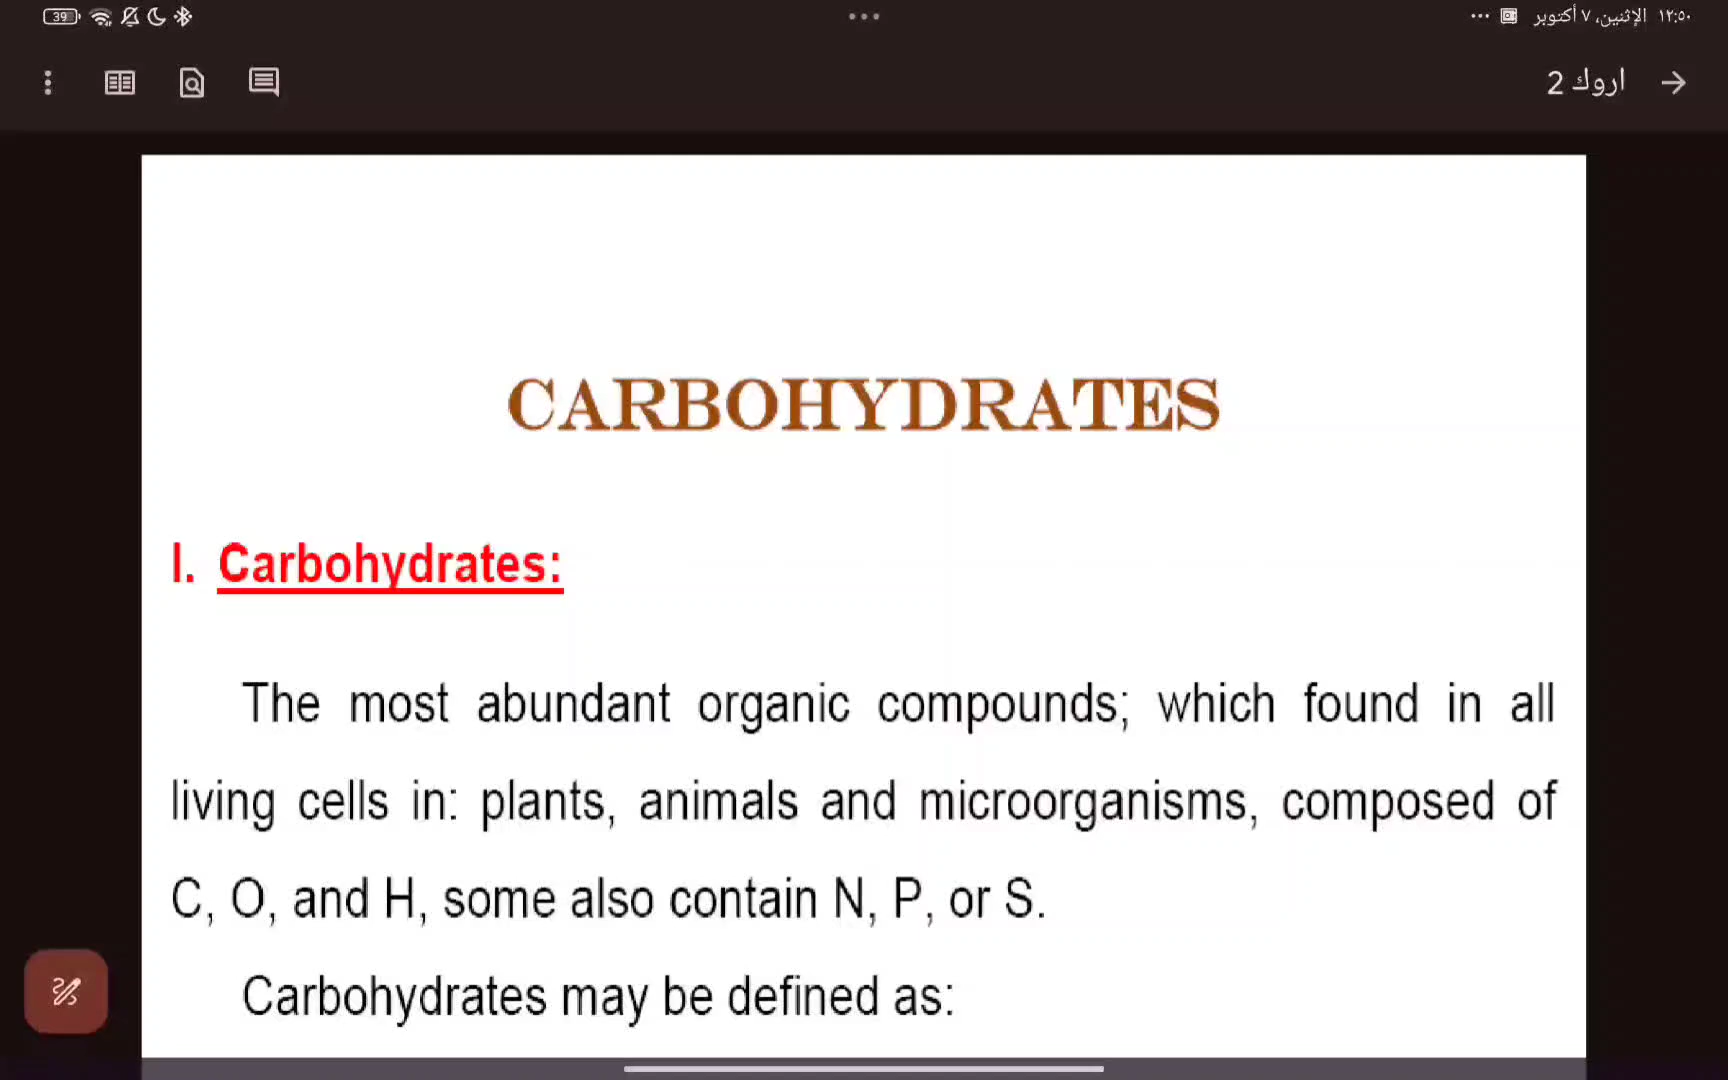 39
١٢:٥٠ الإثنين، ٧ أكتوبر
اروك 2
CARBOHYDRATES
I. Carbohydrates:
The most abundant organic compounds; which found in all
living cells in: plants, animals and microorganisms, composed of
C, O, and H, some also contain N, P, or S.
Carbohydrates may be defined as: